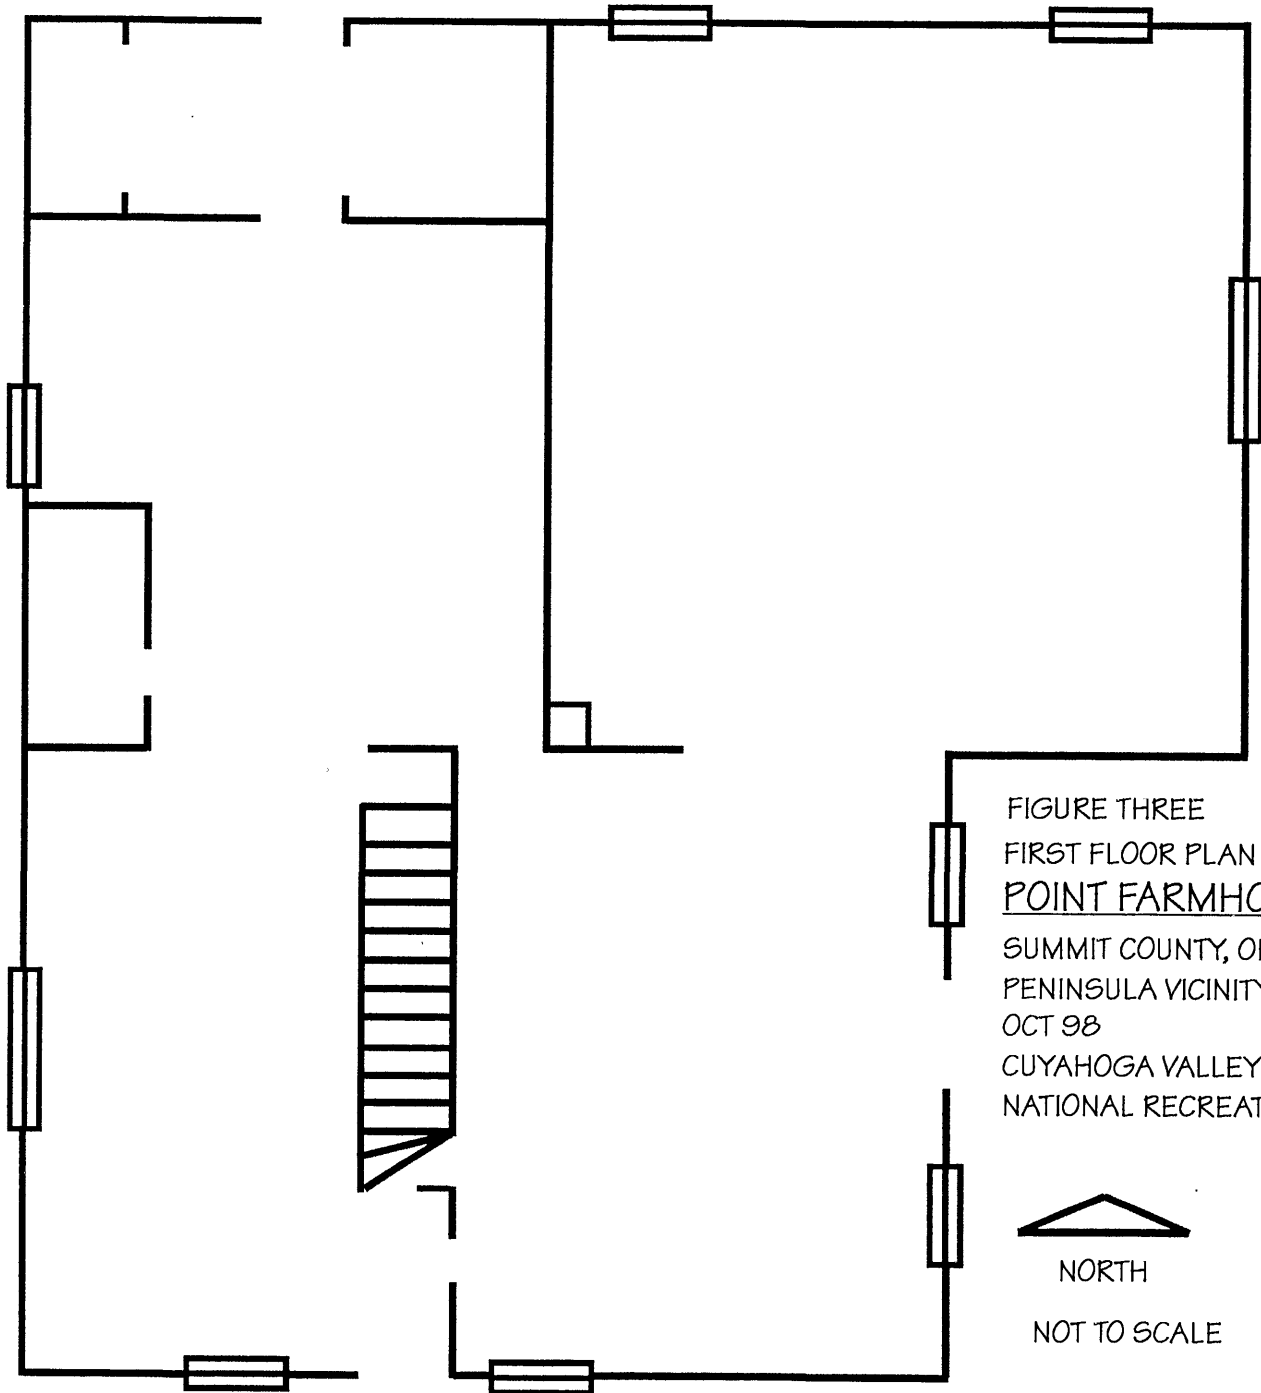 FIGURE THREE
FIRST FLOOR PLAN
POINT FARMHO
SUMMIT COUNTY, O
PENINSULA VICINITY
OCT 98
CUYAHOGA VALLEY
NATIONAL RECREAT
NORTH
NOT TO SCALE